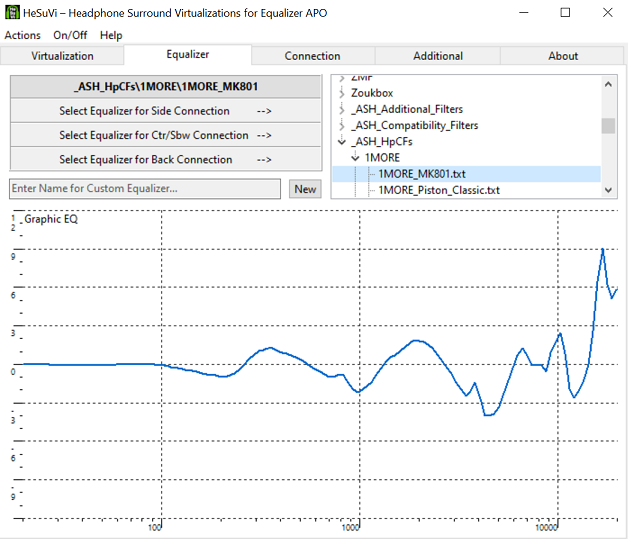 HeSuVi – Headphone Surround Virtualizations for Equalizer APO
Actions On/Off Help
Virtualization Equalizer Connection Additional About
_ASH_HpCFs\1MORE\1MORE_MK801
Select Equalizer for Side Connection -->
Select Equalizer for Ctr/Sbw Connection -->
Select Equalizer for Back Connection -->
Enter Name for Custom Equalizer... New
ZMF
Zoukbox
_ASH_Additional_Filters
_ASH_Compatibility_Filters
_ASH_HpCFs
1MORE
1MORE_MK801.txt
1MORE_Piston_Classic.txt
Graphic EQ
1
2
9
6
3
0
3
6
9
100 1000 10000